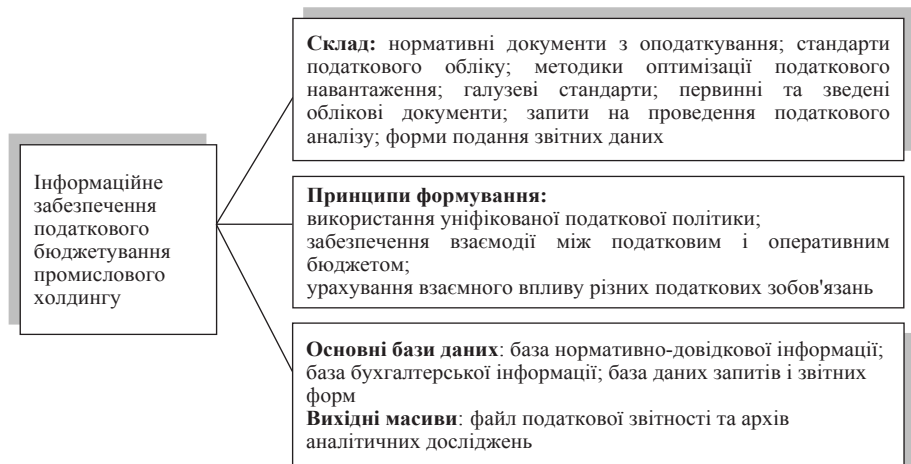 Інформаційне
забезпечення
податкового
бюджетування
промислового
холдингу
Склад: нормативні документи з оподаткування; стандарти
податкового обліку; методики оптимізації податкового
навантаження; галузеві стандарти; первинні та зведені
облікові документи; запити на проведення податкового
аналізу; форми подання звітних даних
Принципи формування:
використання уніфікованої податкової політики;
забезпечення взаємодії між податковим і оперативним
бюджетом;
урахування взаємного впливу різних податкових зобов'язань
Основні бази даних: база нормативно-довідкової інформації;
база бухгалтерської інформації; база даних запитів і звітних
форм
Вихідні масиви: файл податкової звітності та архів
аналітичних досліджень